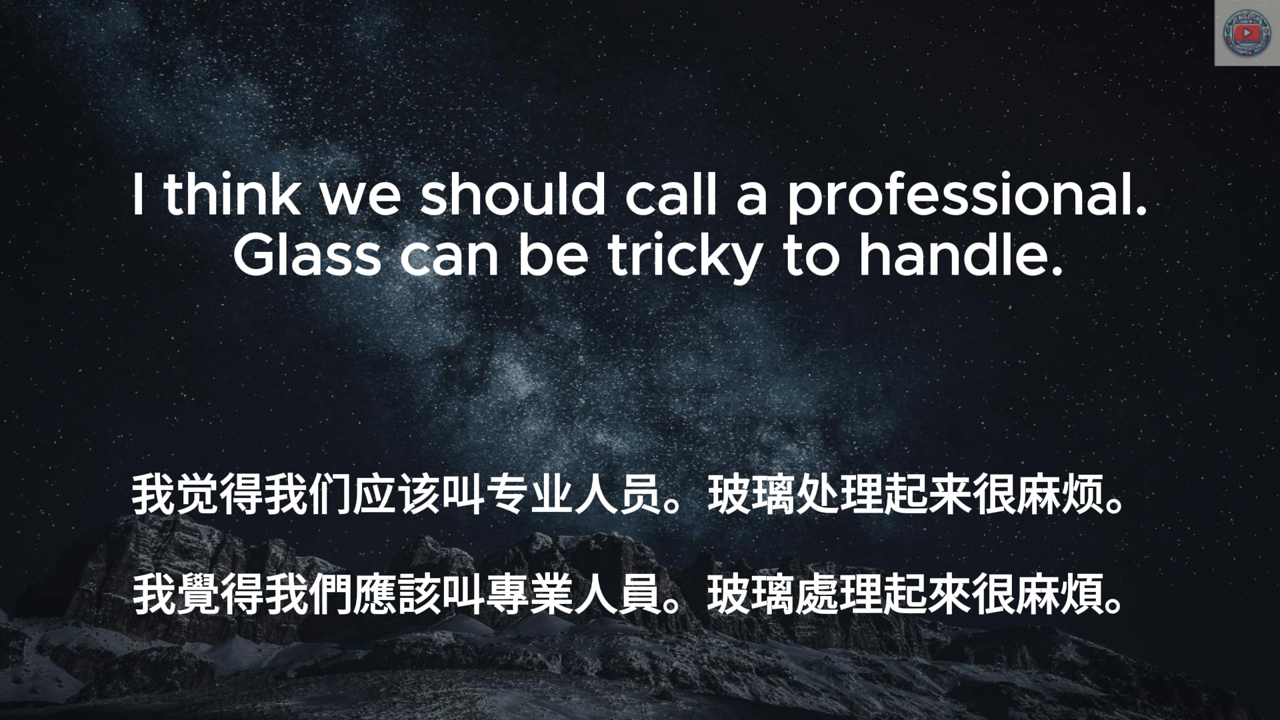 I think we should call a professional.
Glass can be tricky to handle.
我觉得我们应该叫专业人员。玻璃处理起来很麻烦。
我覺得我們應該叫專業人員。玻璃處理起來很麻煩。